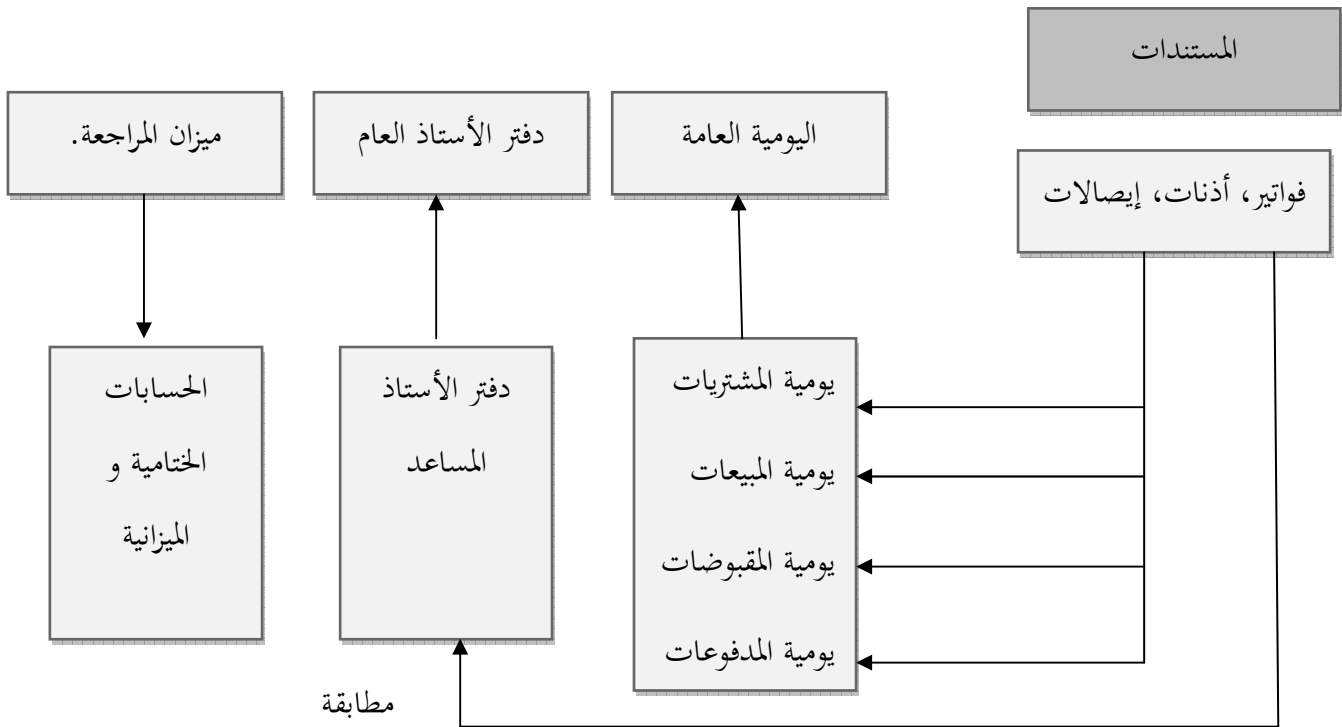 المستندات
فواتير، أذنات، إيصالات
اليومية العامة
دفتر الأستاذ العام
ميزان المراجعة.
يومية المشتريات
يومية المبيعات
يومية المقبوضات
يومية المدفوعات
دفتر الأستاذ
المساعد
الحسابات
الختامية و
الميزانية
مطابقة